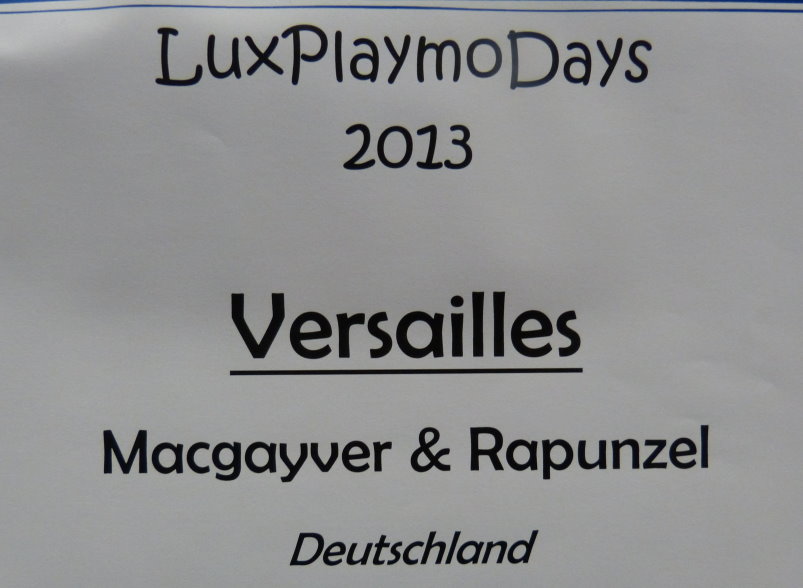 LuxPlaymoDays
2013
Versailles
Macgayver & Rapunzel
Deutschland